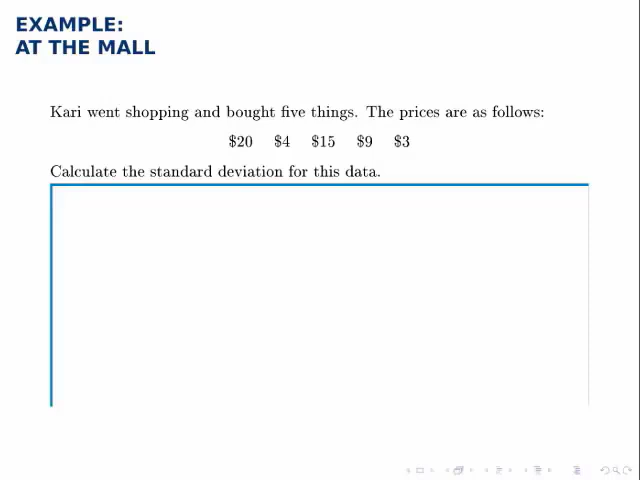 EXAMPLE:
AT THE MALL
Kari went shopping and bought five things. The prices are as follows:
$20 $4 $15 $9 $3
Calculate the standard deviation for this data.